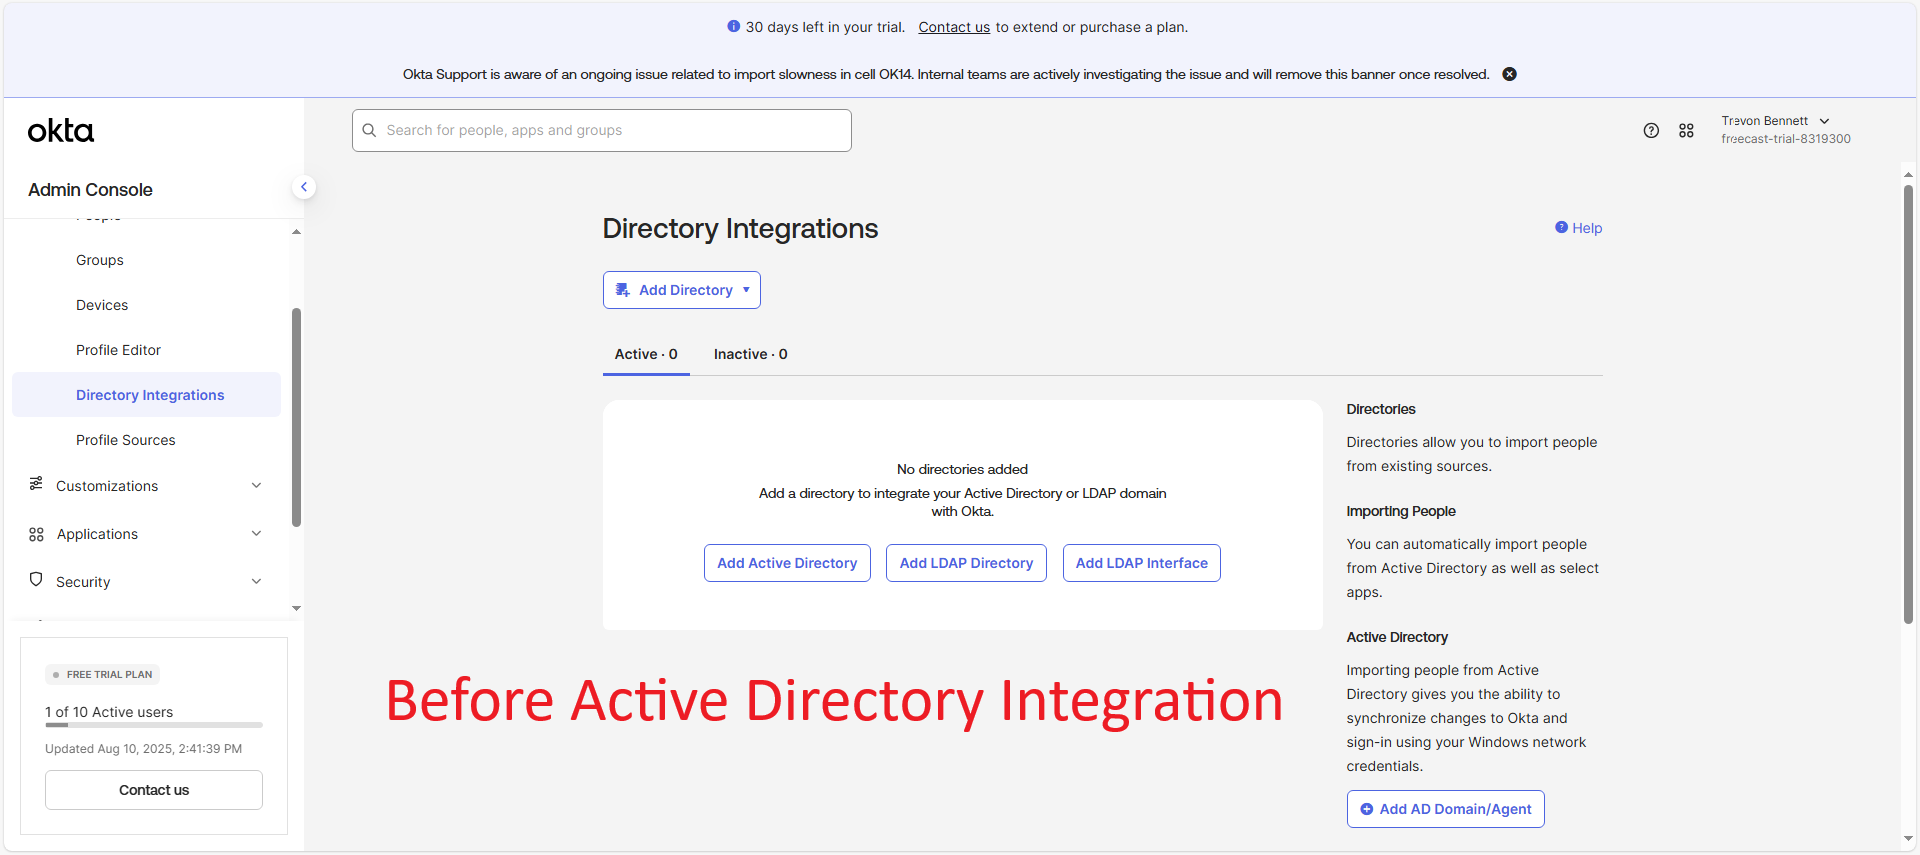 30 days left in your trial. Contact us to extend or purchase a plan.
Okta Support is aware of an ongoing issue related to import slowness in cell OK14. Internal teams are actively investigating the issue and will remove this banner once resolved.
okta
Search for people, apps and groups
Trevon Bennett
freecast-trial-8319300
Admin Console
People
Groups
Devices
Profile Editor
Directory Integrations
Profile Sources
Customizations
Applications
Security
FREE TRIAL PLAN
1 of 10 Active users
Updated Aug 10, 2025, 2:41:39 PM
Contact us
Directory Integrations
Help
Add Directory
Active · 0
Inactive · 0
No directories added
Add a directory to integrate your Active Directory or LDAP domain
with Okta.
Add Active Directory
Add LDAP Directory
Add LDAP Interface
Before Active Directory Integration
Directories
Directories allow you to import people
from existing sources.
Importing People
You can automatically import people
from Active Directory as well as select
apps.
Active Directory
Importing people from Active
Directory gives you the ability to
synchronize changes to Okta and
sign-in using your Windows network
credentials.
Add AD Domain/Agent